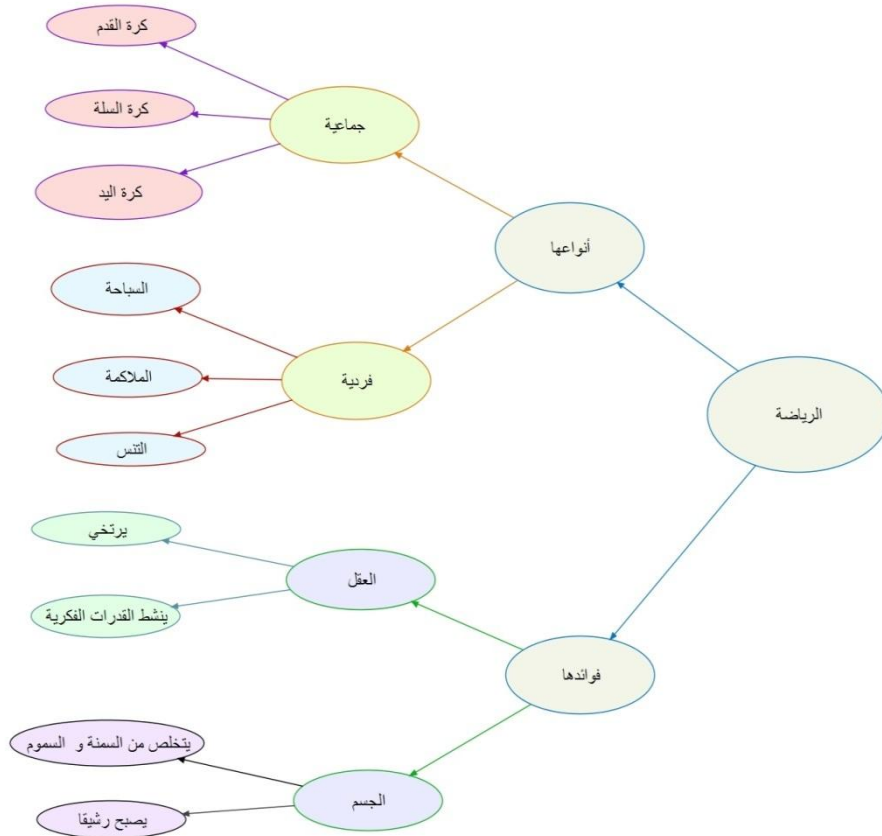 الرياضة
أنواعها
جماعية
كرة القدم
كرة السلة
كرة اليد
فردية
السباحة
الملاكمة
التنس
فوائدها
العقل
يرتخي
ينشط القدرات الفكرية
الجسم
يتخلص من السمنة و السموم
يصبح رشيقا